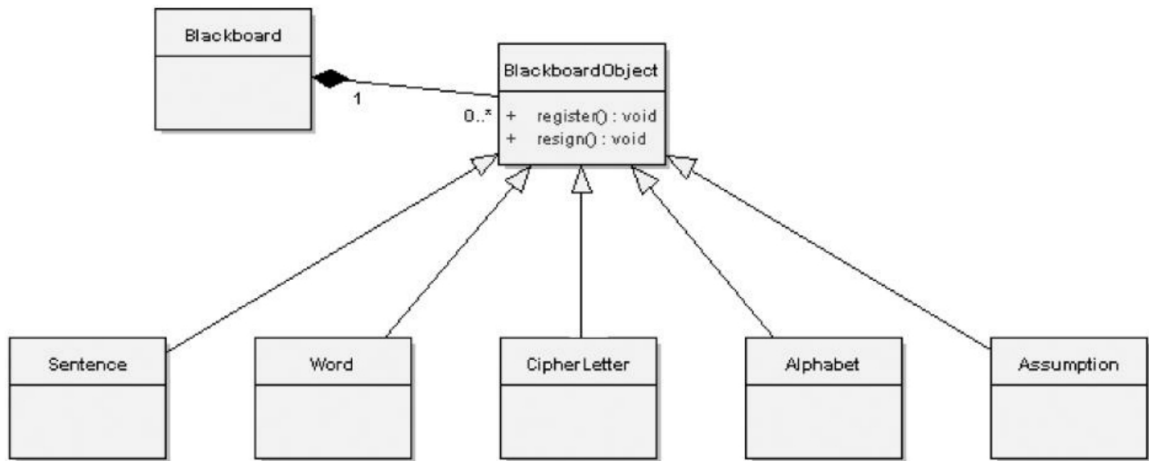 Blackboard
BlackboardObject
1
0..*
+ register() : void
+ resign() : void
Sentence
Word
CipherLetter
Alphabet
Assumption